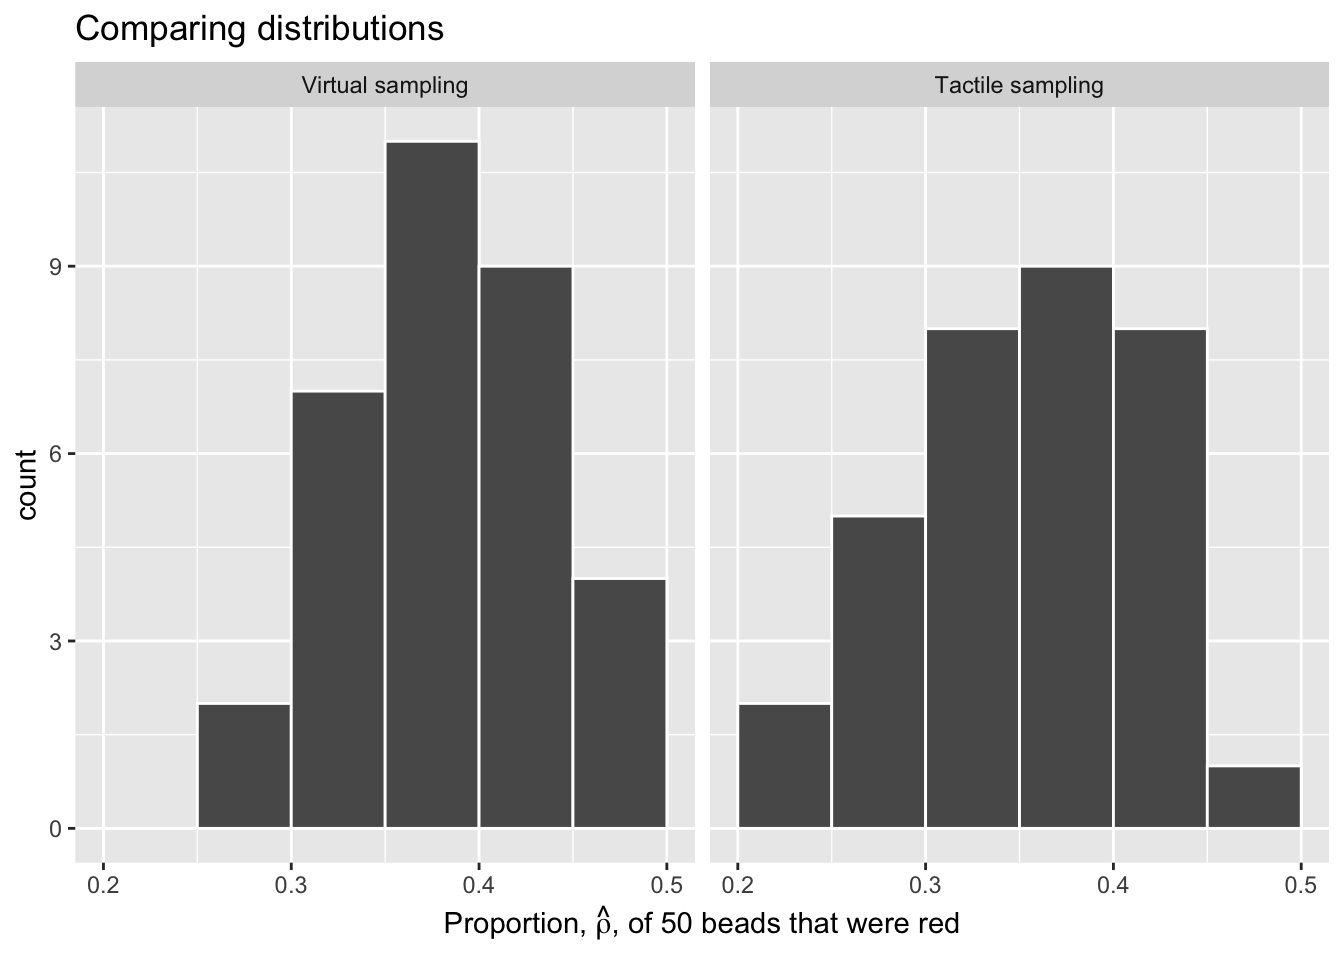 Comparing distributions
Virtual sampling
Tactile sampling
count
9
6
3
0
0.2 0.3 0.4 0.5
0.2 0.3 0.4 0.5
Proportion, ρ̂, of 50 beads that were red